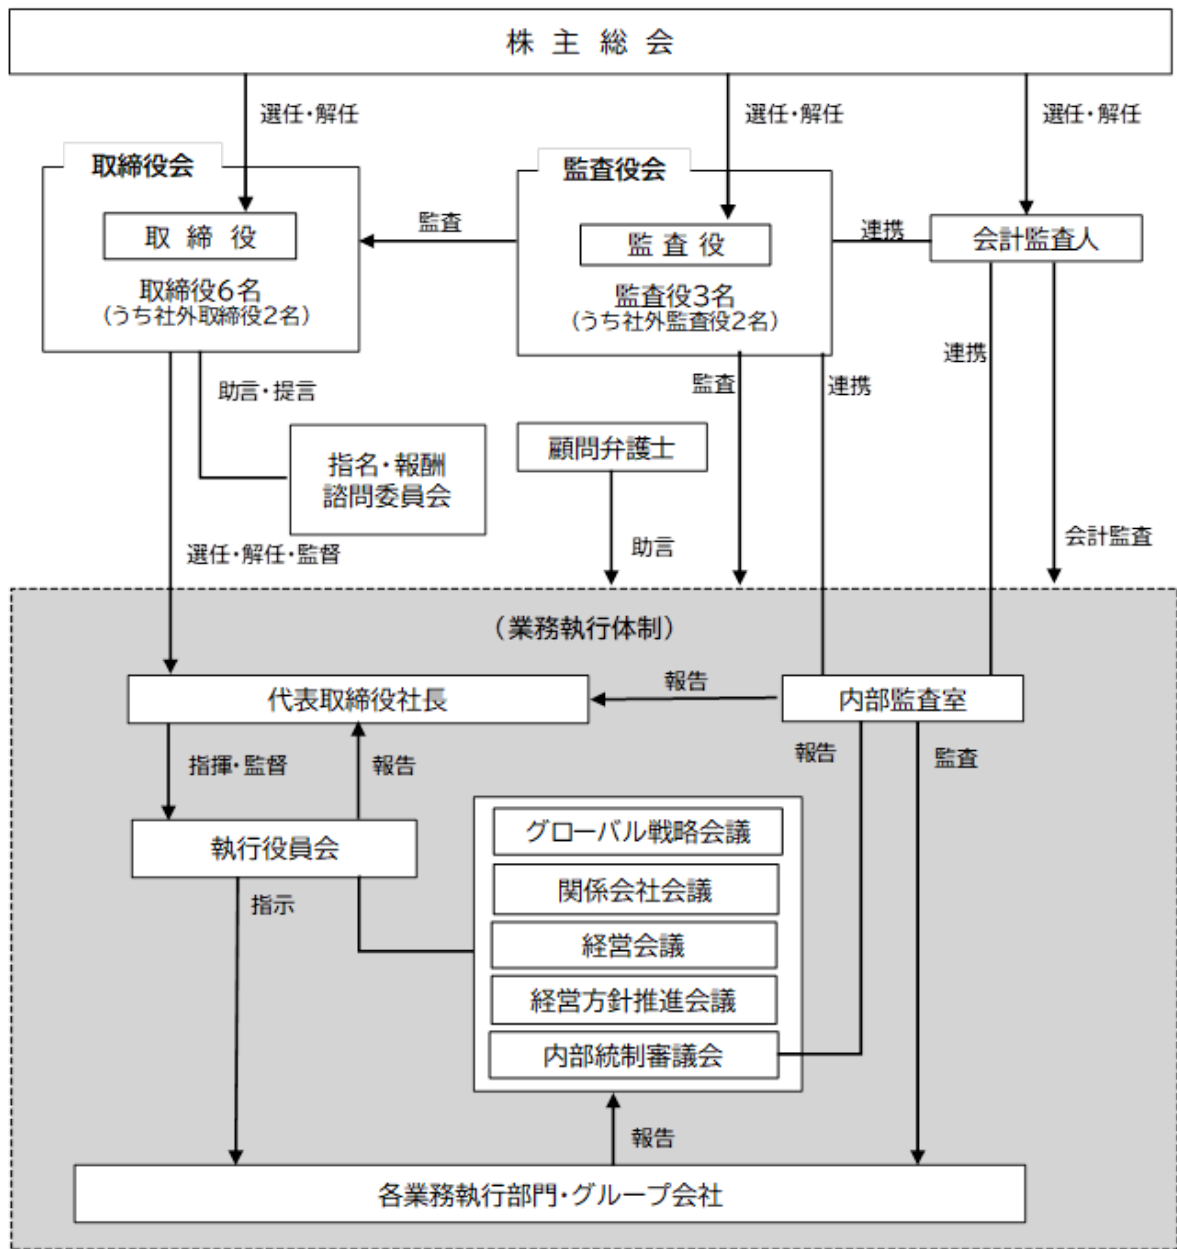 株主総会
選任・解任
選任・解任
選任・解任
取締役会
監査役会
取締役
監査
監査役
連携
会計監査人
取締役6名
(うち社外取締役2名)
監査役3名
(うち社外監査役2名)
連携
助言・提言
監査
連携
指名・報酬
諮問委員会
顧問弁護士
選任・解任・監督
助言
会計監査
(業務執行体制)
代表取締役社長
報告
内部監査室
指揮・監督
報告
報告
監査
執行役員会
グローバル戦略会議
関係会社会議
指示
経営会議
経営方針推進会議
内部統制審議会
報告
各業務執行部門・グループ会社